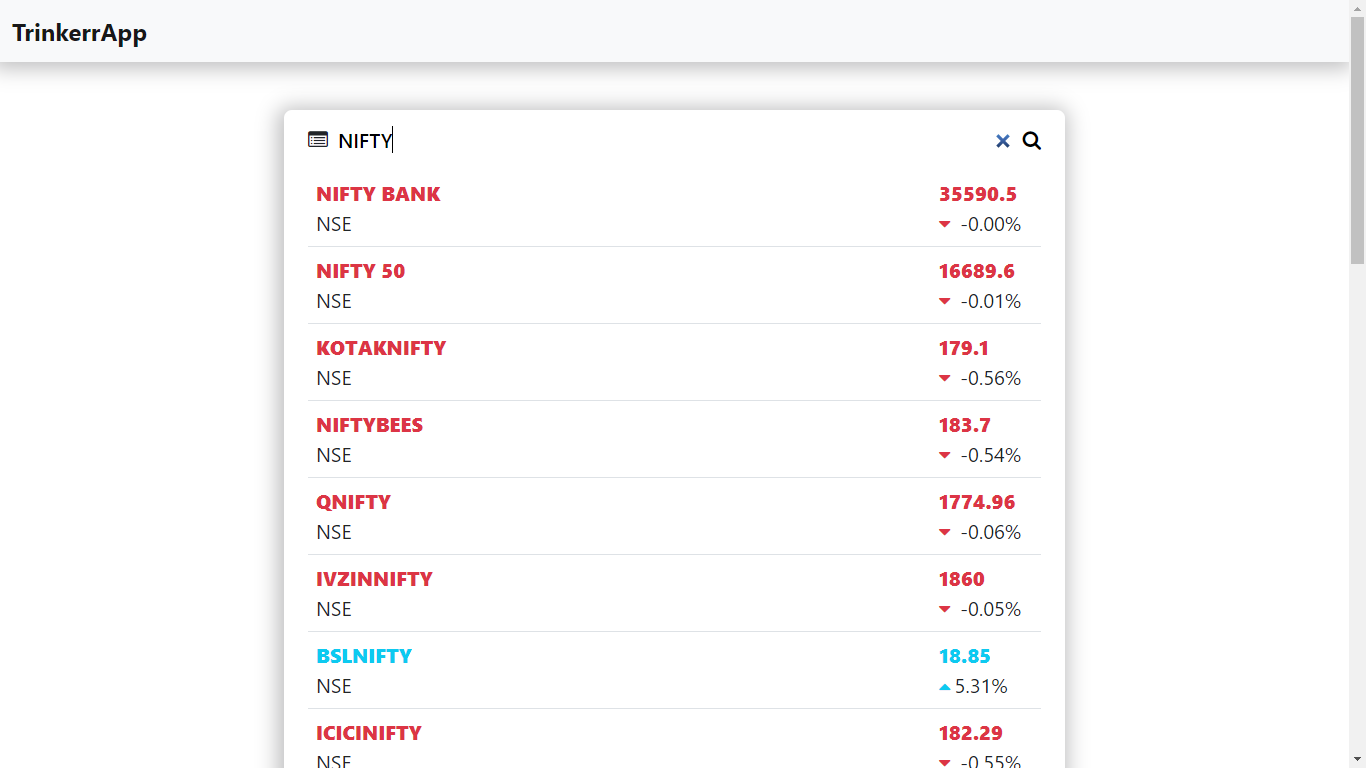 TrinkerrApp
NIFTY
NIFTY BANK 35590.5
NSE -0.00%
NIFTY 50 16689.6
NSE -0.01%
KOTAKNIFTY 179.1
NSE -0.56%
NIFTYBEES 183.7
NSE -0.54%
QNIFTY 1774.96
NSE -0.06%
IVZINNIFTY 1860
NSE -0.05%
BSLNIFTY 18.85
NSE 5.31%
ICICINIFTY 182.29
NSE -0.55%